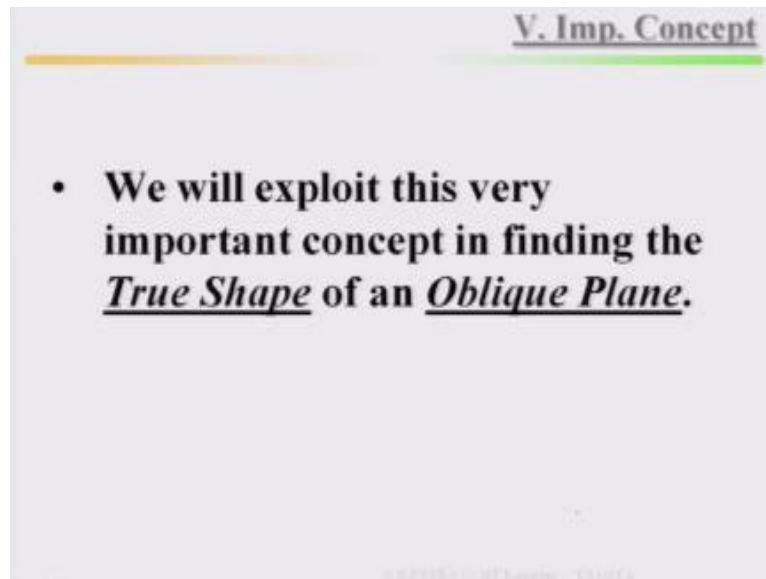 V. Imp. Concept
• We will exploit this very
important concept in finding the
True Shape of an Oblique Plane.